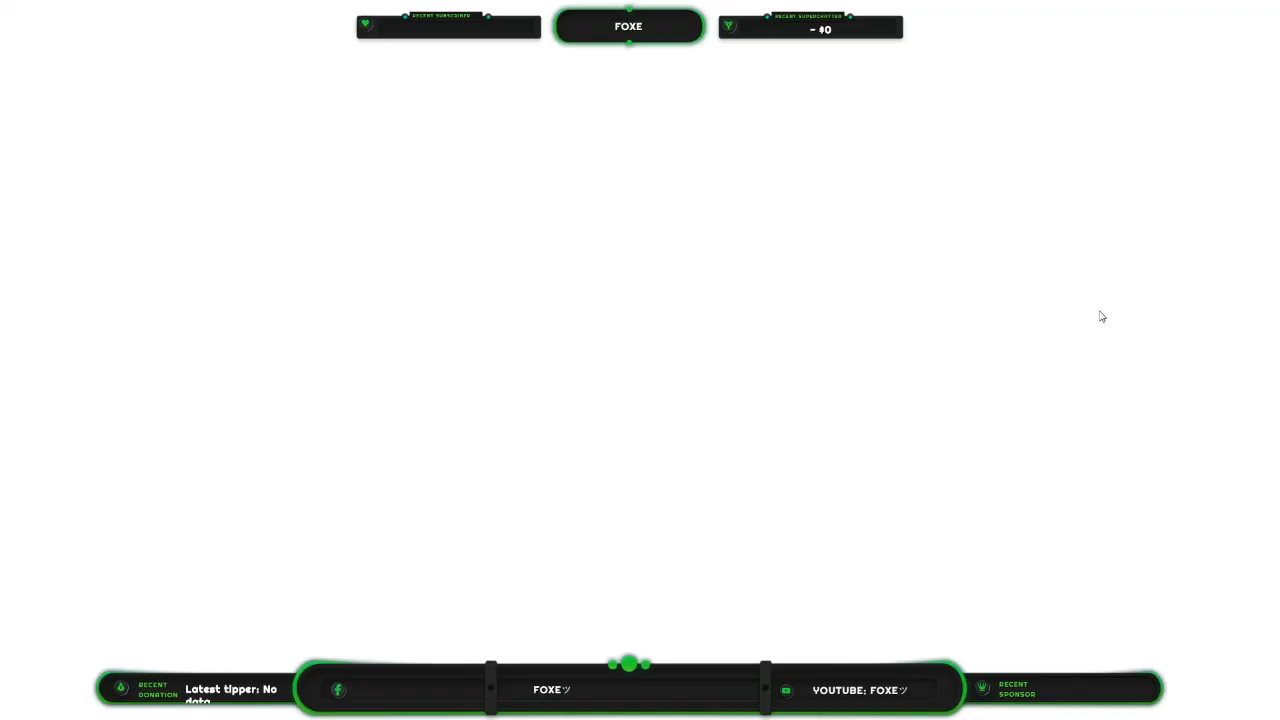 RECENT SUBSCRIBER
FOXE
RECENT SUPERCHATTER
- $0
RECENT
DONATION
Latest tipper: No
data
FOXEツ
YOUTUBE: FOXEツ
RECENT
SPONSOR